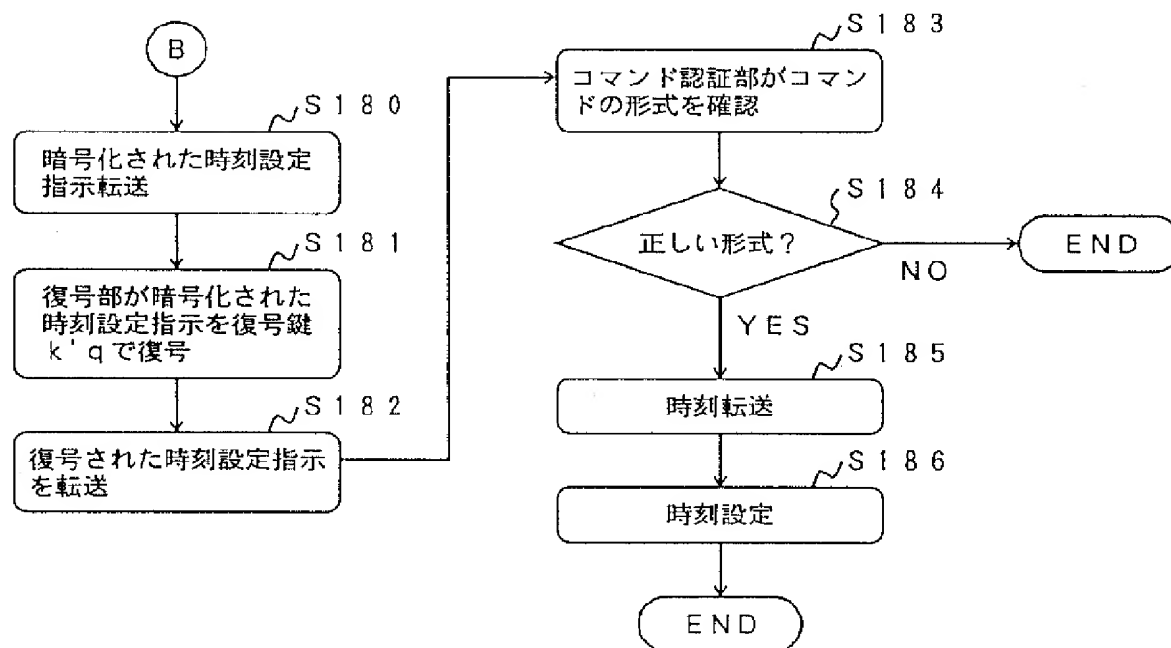 B
S180
暗号化された時刻設定
指示転送
S181
復号部が暗号化された
時刻設定指示を復号鍵
k'qで復号
S182
復号された時刻設定指示
を転送
S183
コマンド認証部がコマン
ドの形式を確認
S184
正しい形式？
NO
END
YES
S185
時刻転送
S186
時刻設定
END